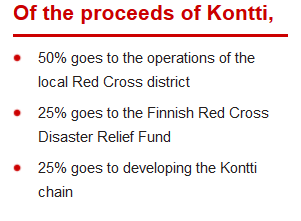 Of the proceeds of Kontti,
50% goes to the operations of the
local Red Cross district
25% goes to the Finnish Red Cross
Disaster Relief Fund
25% goes to developing the Kontti
chain